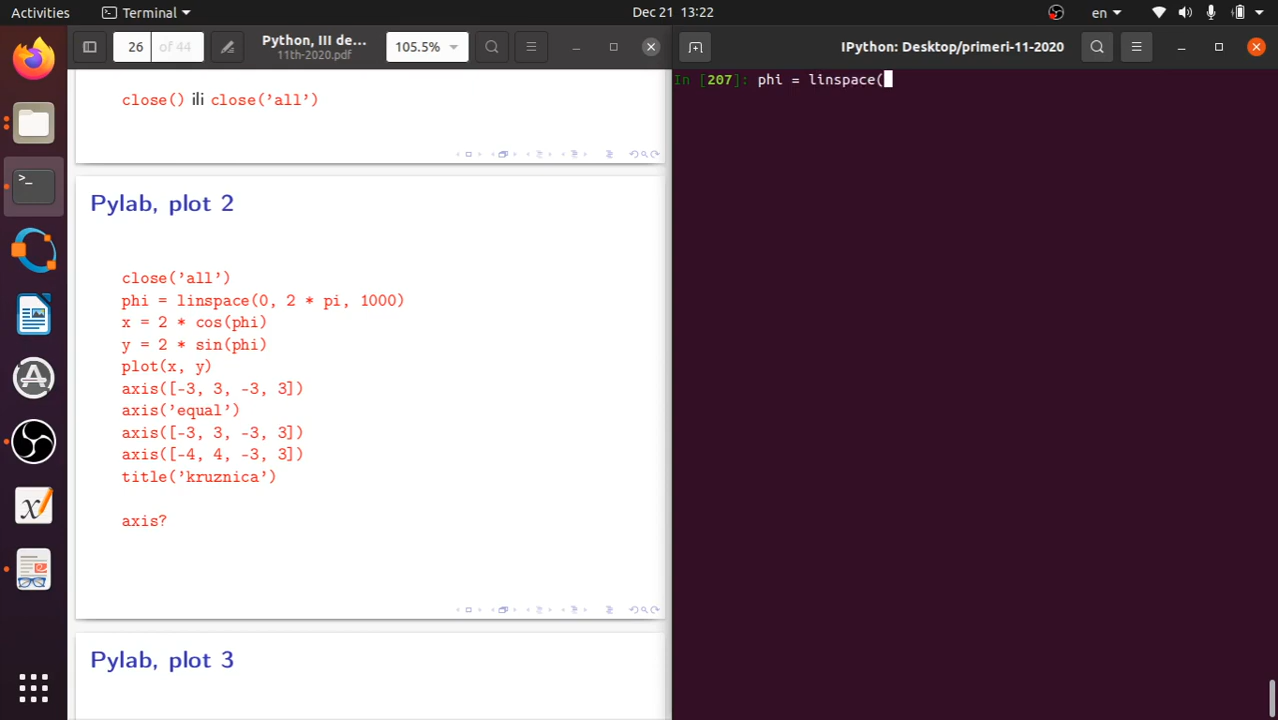 Activities
Terminal
Dec 21 13:22
en
26
of 44
Python, III de...
11th-2020.pdf
105.5%
IPython: Desktop/primeri-11-2020
close() ili close('all')
Pylab, plot 2
close('all')
phi = linspace(0, 2 * pi, 1000)
x = 2 * cos(phi)
y = 2 * sin(phi)
plot(x, y)
axis([-3, 3, -3, 3])
axis('equal')
axis([-3, 3, -3, 3])
axis([-4, 4, -3, 3])
title('kruznica')
axis?
Pylab, plot 3
In [207]: phi = linspace(